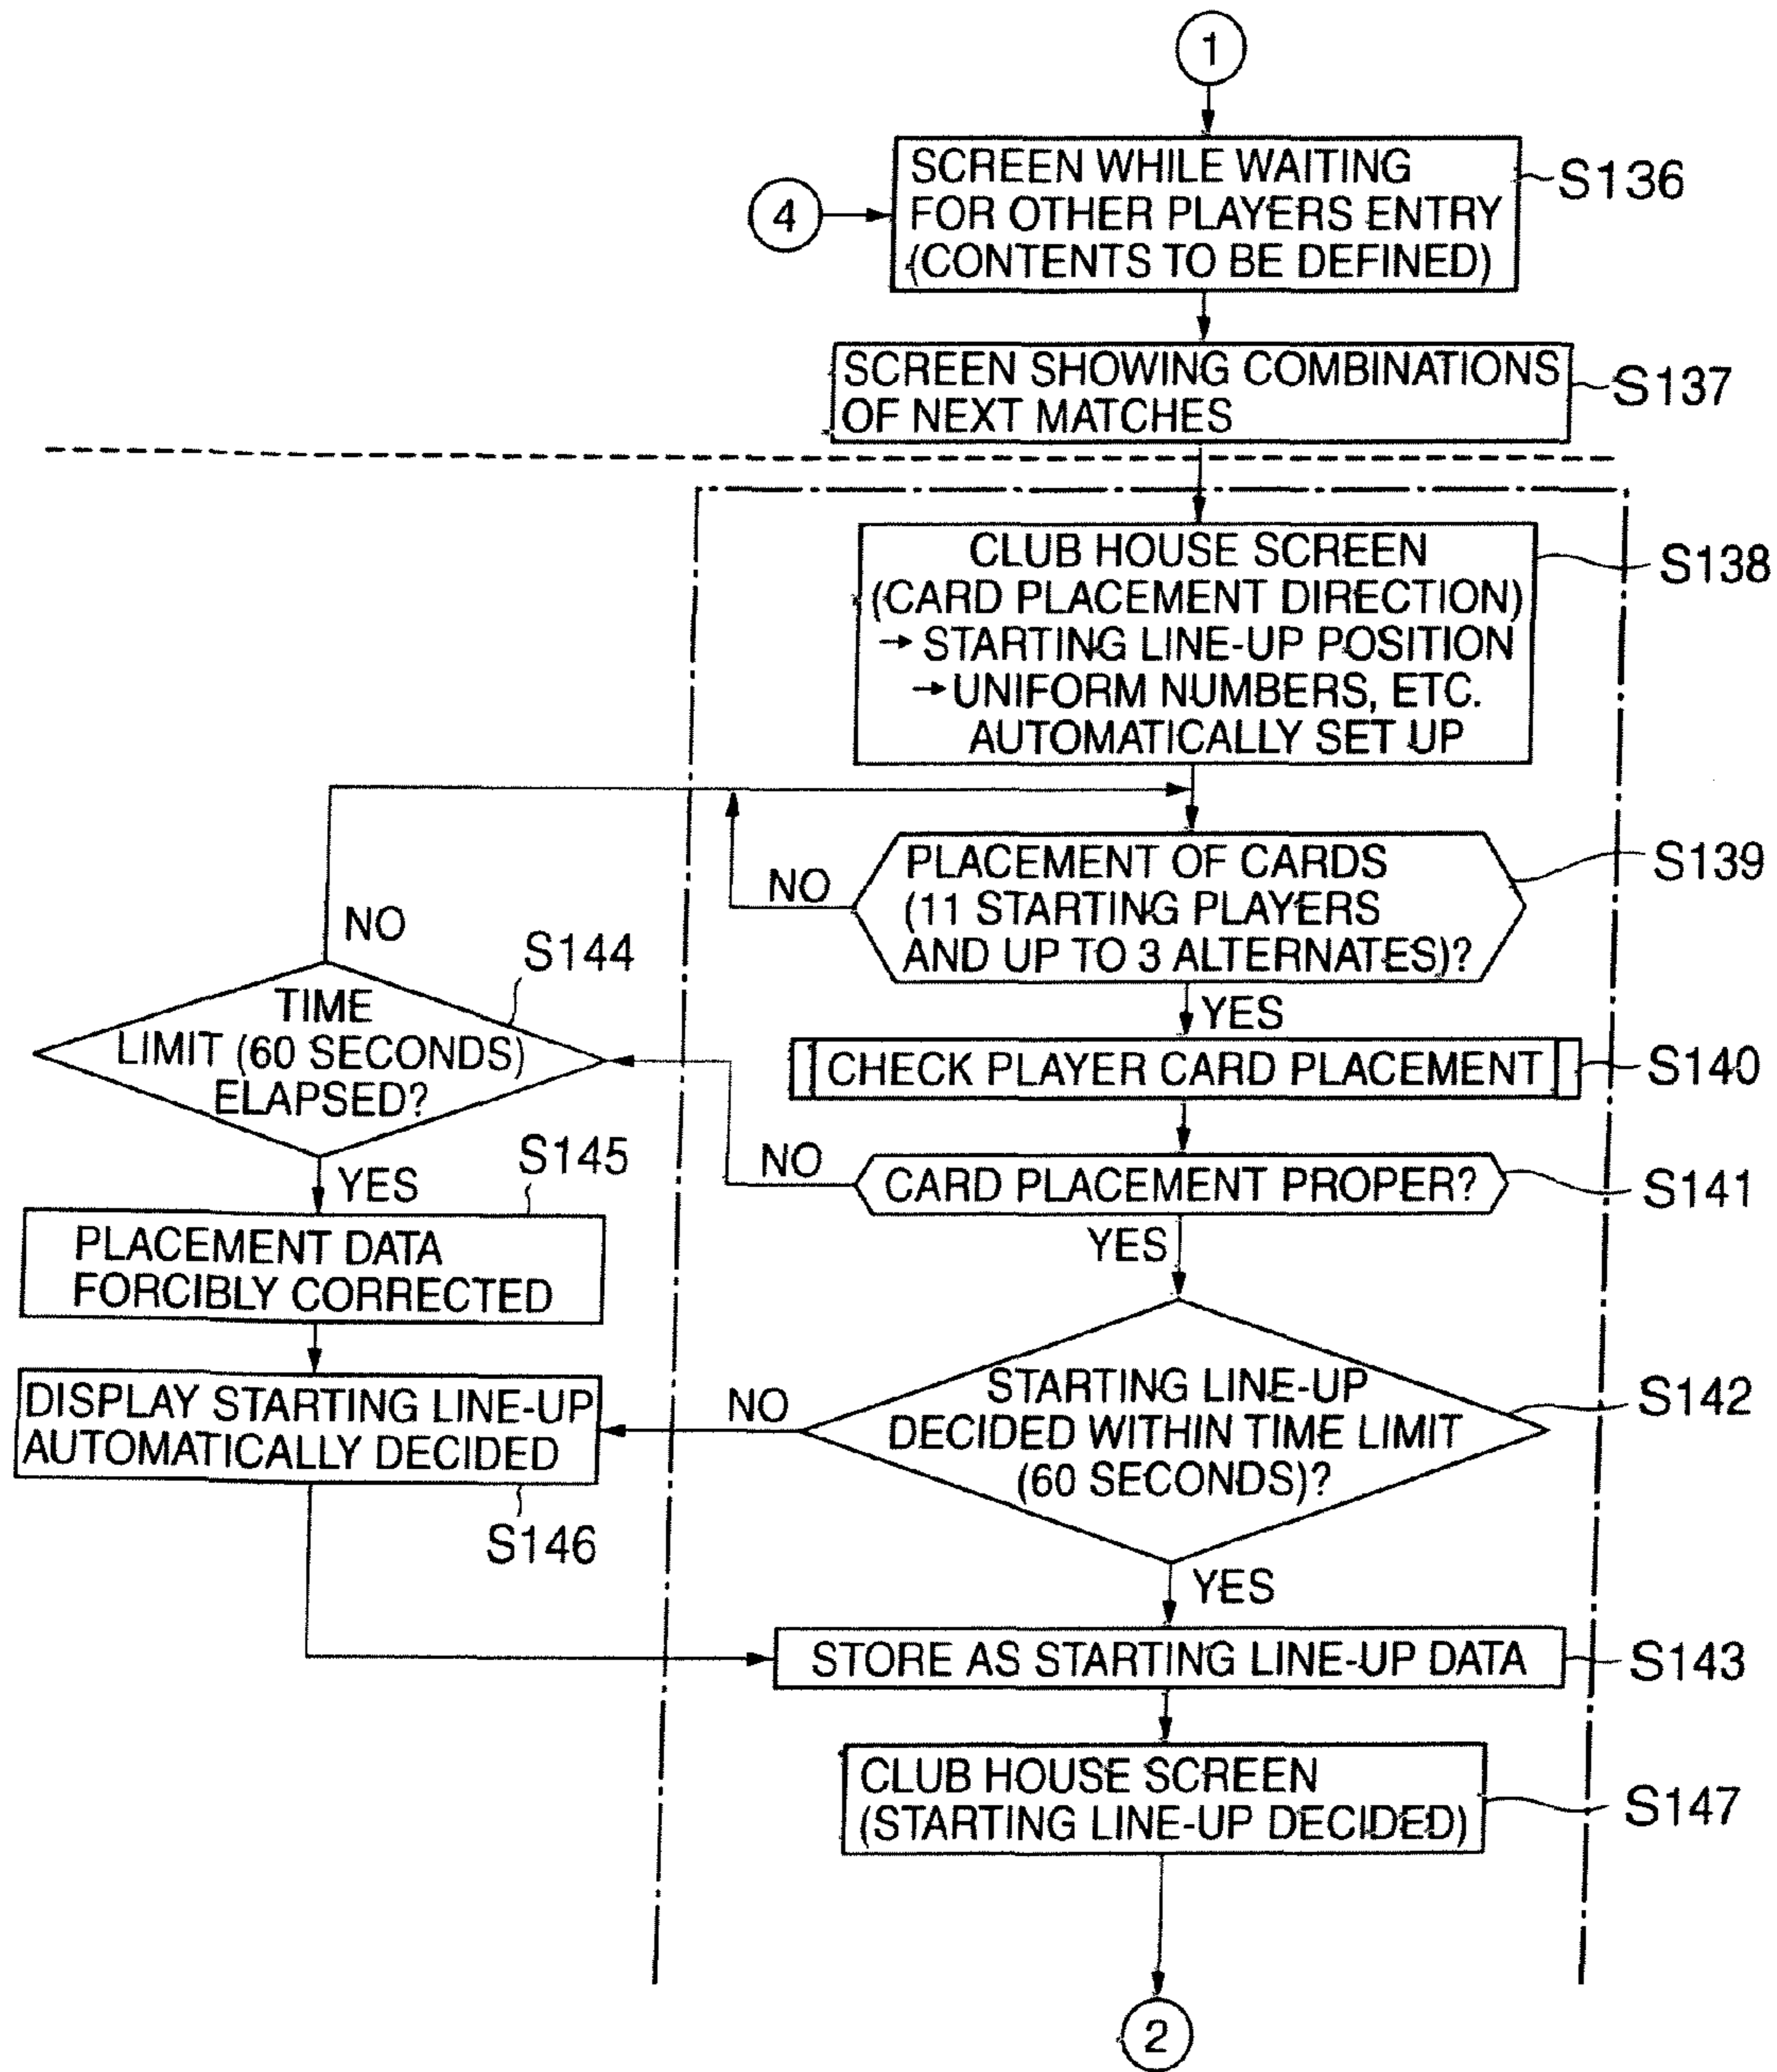 1
SCREEN WHILE WAITING
FOR OTHER PLAYERS ENTRY
(CONTENTS TO BE DEFINED)
S136
4
SCREEN SHOWING COMBINATIONS
OF NEXT MATCHES
S137
CLUB HOUSE SCREEN
(CARD PLACEMENT DIRECTION)
→ STARTING LINE-UP POSITION
→ UNIFORM NUMBERS, ETC.
AUTOMATICALLY SET UP
S138
PLACEMENT OF CARDS
(11 STARTING PLAYERS
AND UP TO 3 ALTERNATES)?
S139
NO
NO
S144
TIME
LIMIT (60 SECONDS)
ELAPSED?
YES
CHECK PLAYER CARD PLACEMENT
S140
NO
CARD PLACEMENT PROPER?
S141
YES
S145
PLACEMENT DATA
FORCIBLY CORRECTED
YES
STARTING LINE-UP
DECIDED WITHIN TIME LIMIT
(60 SECONDS)?
S142
NO
DISPLAY STARTING LINE-UP
AUTOMATICALLY DECIDED
S146
YES
STORE AS STARTING LINE-UP DATA
S143
CLUB HOUSE SCREEN
(STARTING LINE-UP DECIDED)
S147
2